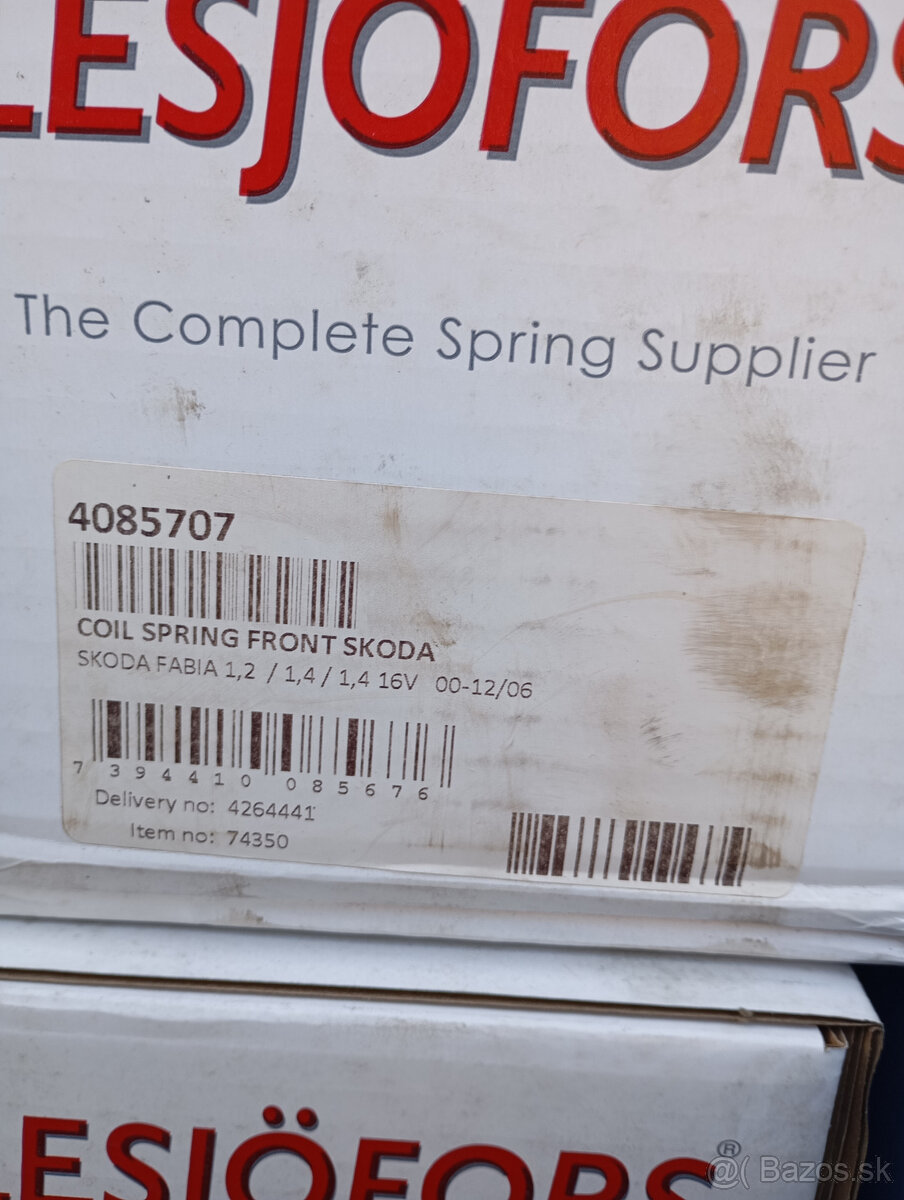 LESJÖFORS
The Complete Spring Supplier
4085707
COIL SPRING FRONT SKODA
SKODA FABIA 1,2 / 1,4 / 1,4 16V 00-12/06
7 394410 085676
Delivery no: 4264441
Item no: 74350
LESJÖFORS®
@( Bazos.sk